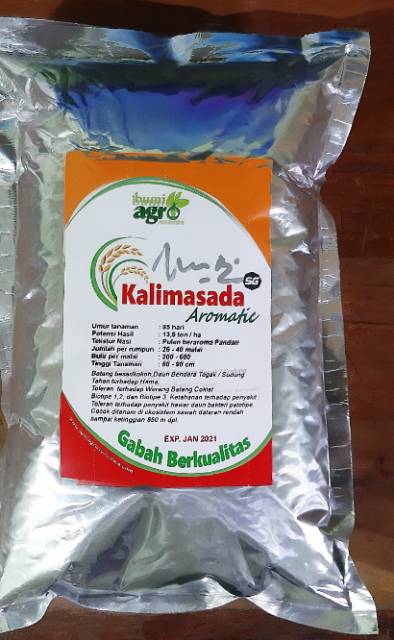 bumi
agro
SG
Kalimasada
Aromatic
Umur tanaman : 85 hari
Potensi Hasil : 13,6 ton / ha
Tekstur Nasi : Pulen beraroma Pandan
Jumlah per rumpun : 25 - 40 malai
Bulir per malai : 300 - 600
Tinggi Tanaman : 80 - 90 cm
Batang besar/kokoh, Daun Bendera Tegak / Sudung
Tahan terhadap Hama.
Toleran terhadap Wereng Batang Coklat
Biotipe 1,2, dan Biotipe 3. Ketahanan terhadap penyakit :
Toleran terhadap penyakit hawar daun bakteri patotipe
Cocok ditanam di ekosistem sawah dataran rendah
sampai ketinggian 850 m dpl.
EXP. JAN 2021
Gabah Berkualitas